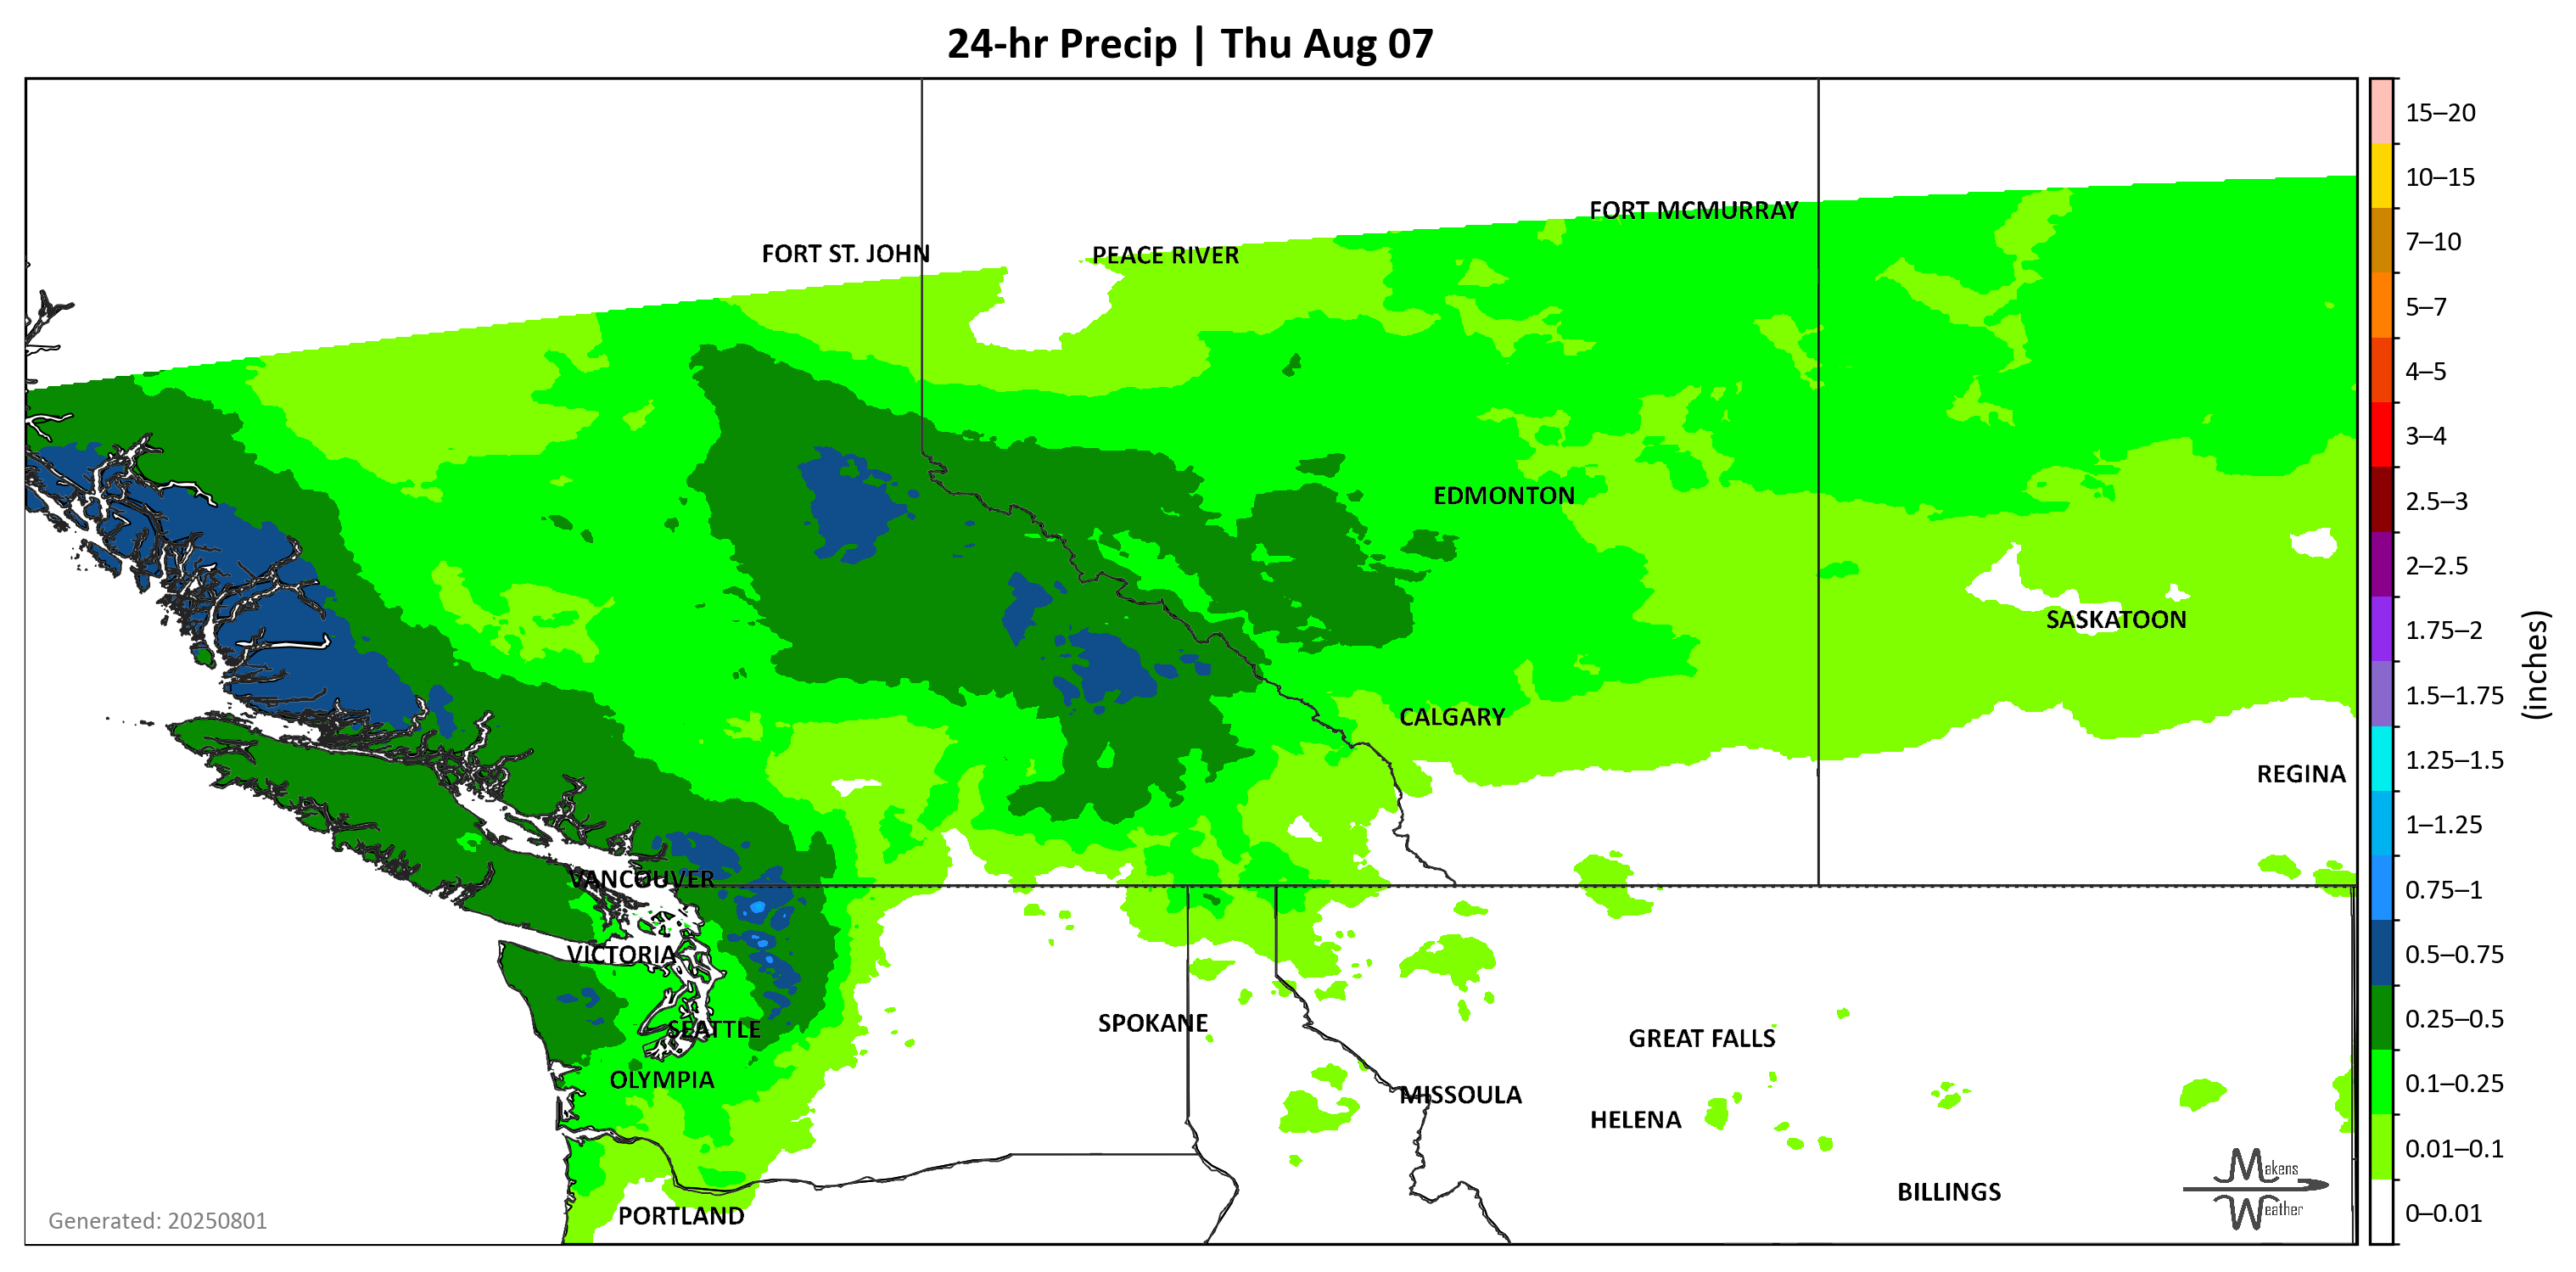 24-hr Precip | Thu Aug 07
FORT MCMURRAY
FORT ST. JOHN
PEACE RIVER
EDMONTON
SASKATOON
CALGARY
REGINA
VANCOUVER
VICTORIA
SPOKANE
SEATTLE
GREAT FALLS
OLYMPIA
MISSOULA
HELENA
BILLINGS
PORTLAND
Generated: 20250801
Makens
Weather
15–20
10–15
7–10
5–7
4–5
3–4
2.5–3
2–2.5
1.75–2
1.5–1.75
1.25–1.5
1–1.25
0.75–1
0.5–0.75
0.25–0.5
0.1–0.25
0.01–0.1
0–0.01
(inches)